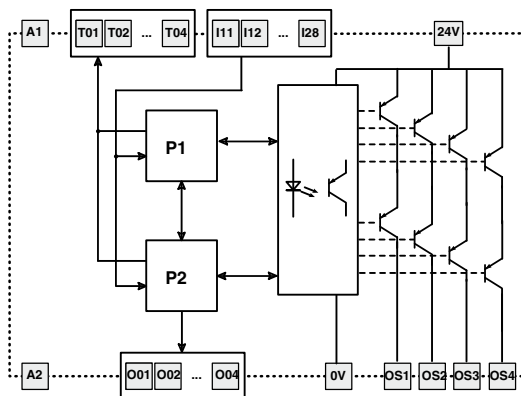 A1 T01 T02 ... T04 I11 I12 ... I28 24V
P1
P2
A2 O01 O02 ... O04 0V OS1 OS2 OS3 OS4